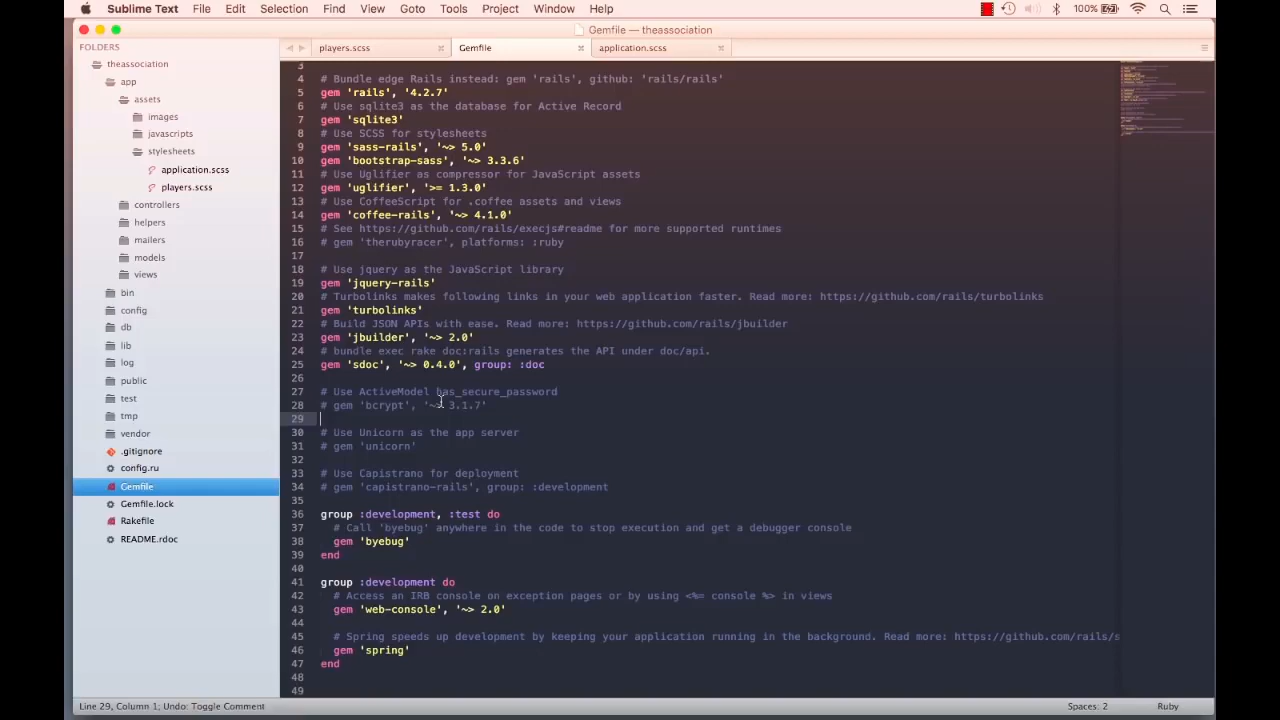 Sublime Text File Edit Selection Find View Goto Tools Project Window Help 100%
Gemfile — theassociation
FOLDERS
theassociation
app
assets
images
javascripts
stylesheets
application.scss
players.scss
controllers
helpers
mailers
models
views
bin
config
db
lib
log
public
test
tmp
vendor
.gitignore
config.ru
Gemfile
Gemfile.lock
Rakefile
README.rdoc
players.scss Gemfile application.scss
3
4 # Bundle edge Rails instead: gem 'rails', github: 'rails/rails'
5 gem 'rails', '4.2.7'
6 # Use sqlite3 as the database for Active Record
7 gem 'sqlite3'
8 # Use SCSS for stylesheets
9 gem 'sass-rails', '~> 5.0'
10 gem 'bootstrap-sass', '~> 3.3.6'
11 # Use Uglifier as compressor for JavaScript assets
12 gem 'uglifier', '>= 1.3.0'
13 # Use CoffeeScript for .coffee assets and views
14 gem 'coffee-rails', '~> 4.1.0'
15 # See https://github.com/rails/execjs#readme for more supported runtimes
16 # gem 'therubyracer', platforms: :ruby
17
18 # Use jquery as the JavaScript library
19 gem 'jquery-rails'
20 # Turbolinks makes following links in your web application faster. Read more: https://github.com/rails/turbolinks
21 gem 'turbolinks'
22 # Build JSON APIs with ease. Read more: https://github.com/rails/jbuilder
23 gem 'jbuilder', '~> 2.0'
24 # bundle exec rake doc:rails generates the API under doc/api.
25 gem 'sdoc', '~> 0.4.0', group: :doc
26
27 # Use ActiveModel has_secure_password
28 # gem 'bcrypt', '~> 3.1.7'
29
30 # Use Unicorn as the app server
31 # gem 'unicorn'
32
33 # Use Capistrano for deployment
34 # gem 'capistrano-rails', group: :development
35
36 group :development, :test do
37 # Call 'byebug' anywhere in the code to stop execution and get a debugger console
38 gem 'byebug'
39 end
40
41 group :development do
42 # Access an IRB console on exception pages or by using <%= console %> in views
43 gem 'web-console', '~> 2.0'
44
45 # Spring speeds up development by keeping your application running in the background. Read more: https://github.com/rails/s
46 gem 'spring'
47 end
48
49
Line 29, Column 1; Undo: Toggle Comment Spaces: 2 Ruby